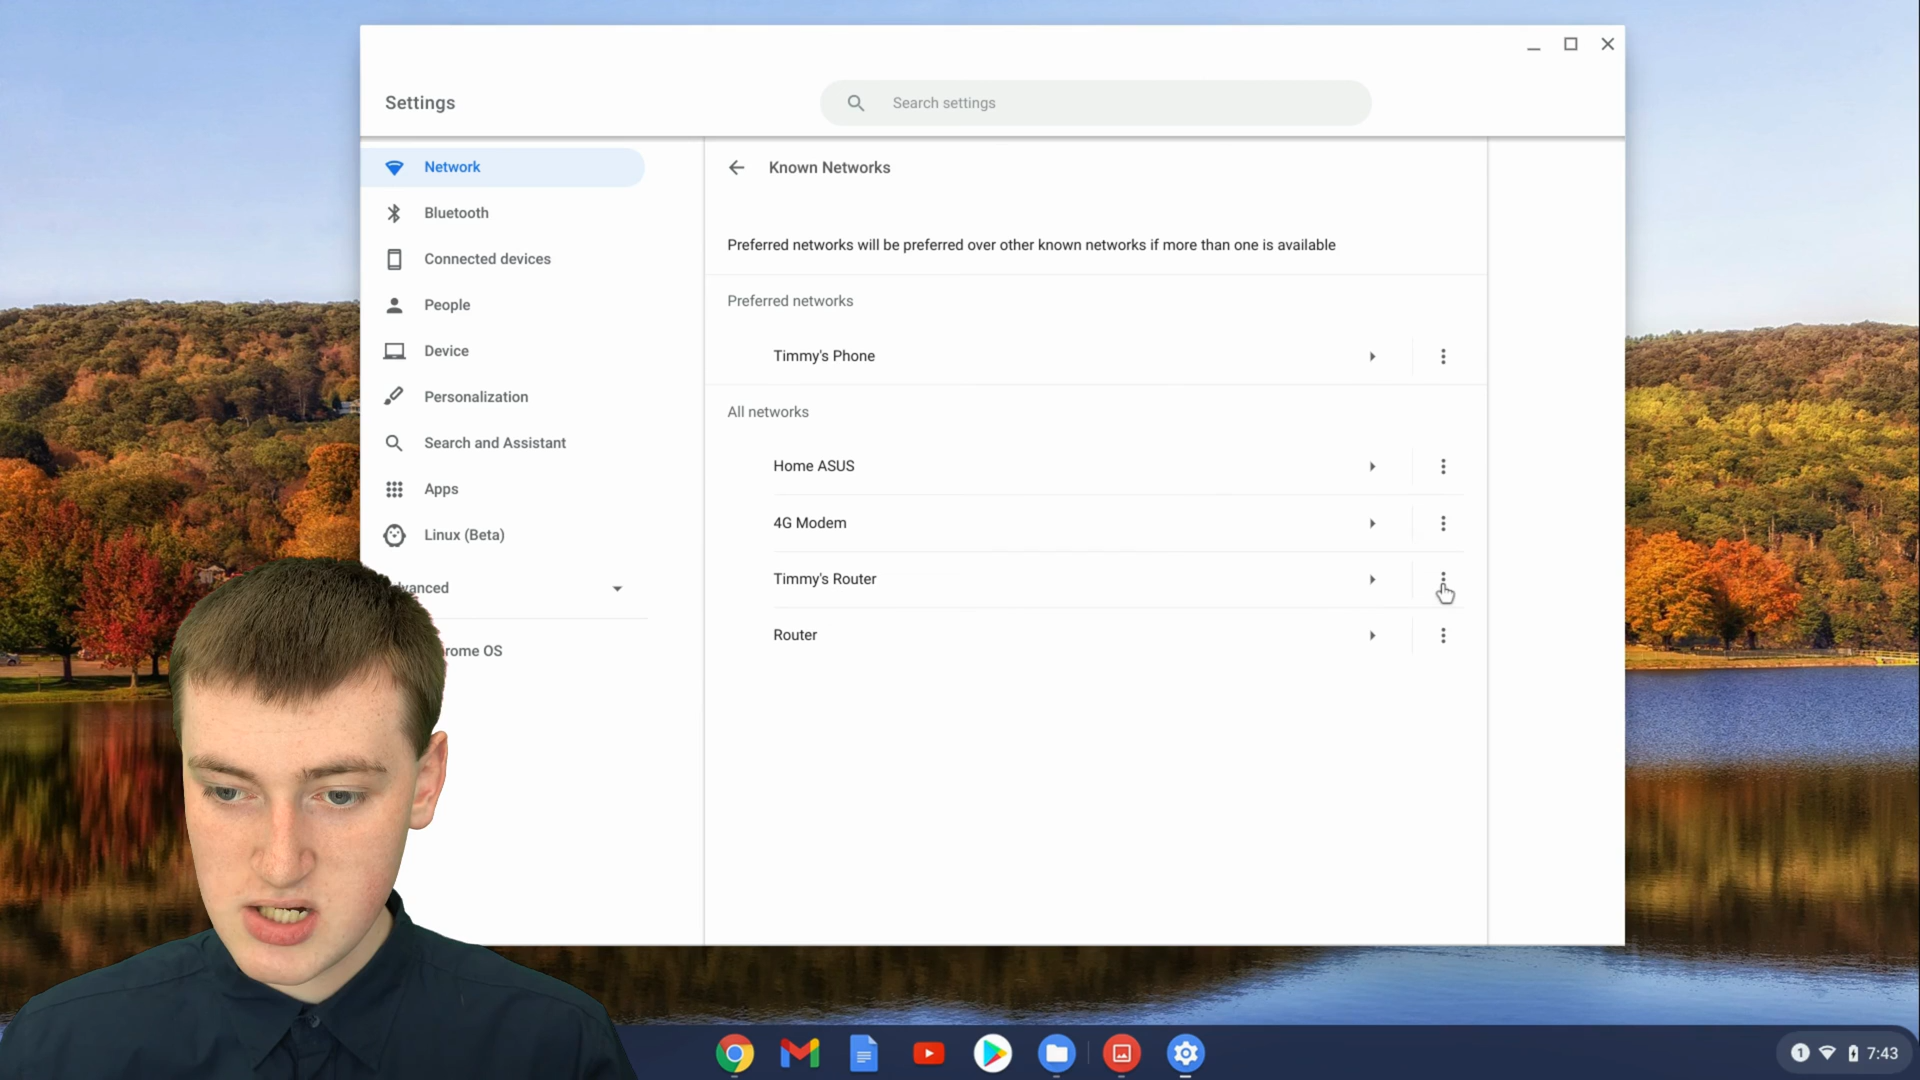 Settings
Search settings
Network
Bluetooth
Connected devices
People
Device
Personalization
Search and Assistant
Apps
Linux (Beta)
vanced
rome OS
Known Networks
Preferred networks will be preferred over other known networks if more than one is available
Preferred networks
Timmy's Phone
All networks
Home ASUS
4G Modem
Timmy's Router
Router
1
7:43